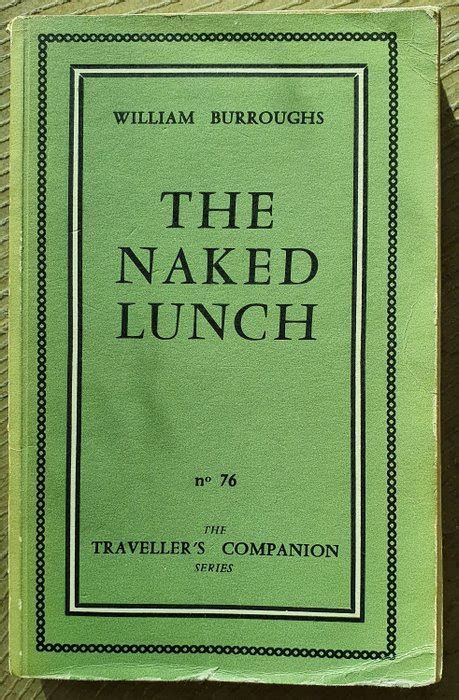 WILLIAM BURROUGHS
THE
NAKED
LUNCH
nº 76
THE
TRAVELLER'S COMPANION
SERIES